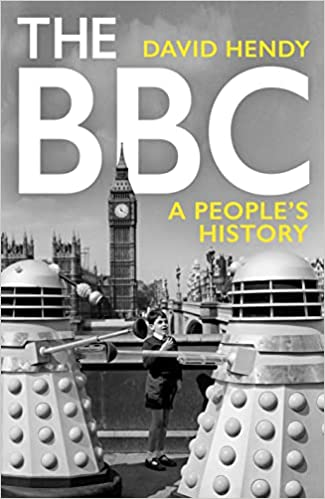 THE
DAVID HENDY
BBC
A PEOPLE'S
HISTORY